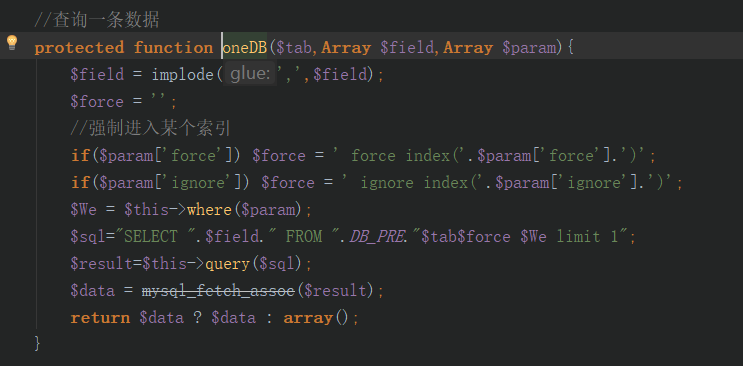 //查询一条数据
protected function oneDB($tab,Array $field,Array $param){
$field = implode( glue: ',',$field);
$force = '';
//强制进入某个索引
if($param['force']) $force = ' force index('.$param['force'].')';
if($param['ignore']) $force = ' ignore index('.$param['ignore'].')';
$We = $this->where($param);
$sql="SELECT ".$field." FROM ".DB_PRE."$tab$force $We limit 1";
$result=$this->query($sql);
$data = mysql_fetch_assoc($result);
return $data ? $data : array();
}